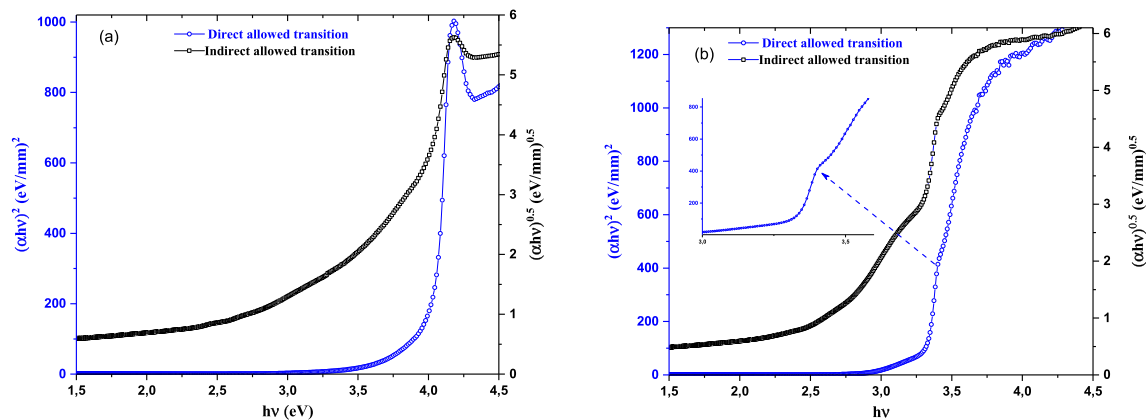 (a)
Direct allowed transition
Indirect allowed transition
1000
800
600
400
200
0
(αhν)² (eV/mm)²
6
5
4
3
2
1
0
(αhν)^0.5 (eV/mm)^0.5
1,5 2,0 2,5 3,0 3,5 4,0 4,5
hν (eV)
(b)
Direct allowed transition
Indirect allowed transition
1200
1000
800
600
400
200
0
(αhν)² (eV/mm)²
6
5
4
3
2
1
0
(αhν)^0.5 (eV/mm)^0.5
800
600
400
200
3,0 3,5
1,5 2,0 2,5 3,0 3,5 4,0 4,5
hν